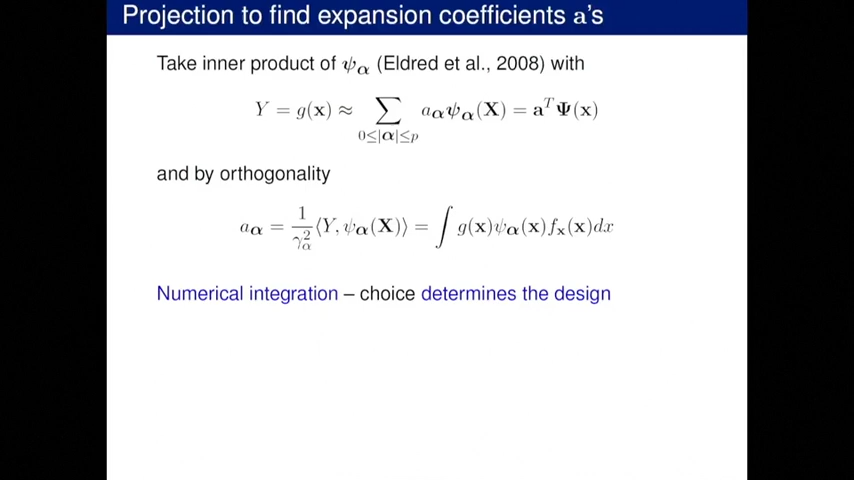 Projection to find expansion coefficients a's
Take inner product of ψ_α (Eldred et al., 2008) with
Y = g(x) ≈ ∑_{0≤|α|≤p} a_α ψ_α(X) = a^T Ψ(x)
and by orthogonality
a_α = \frac{1}{γ_α^2} ⟨Y, ψ_α(X)⟩ = ∫ g(x)ψ_α(x)f_x(x)dx
Numerical integration – choice determines the design